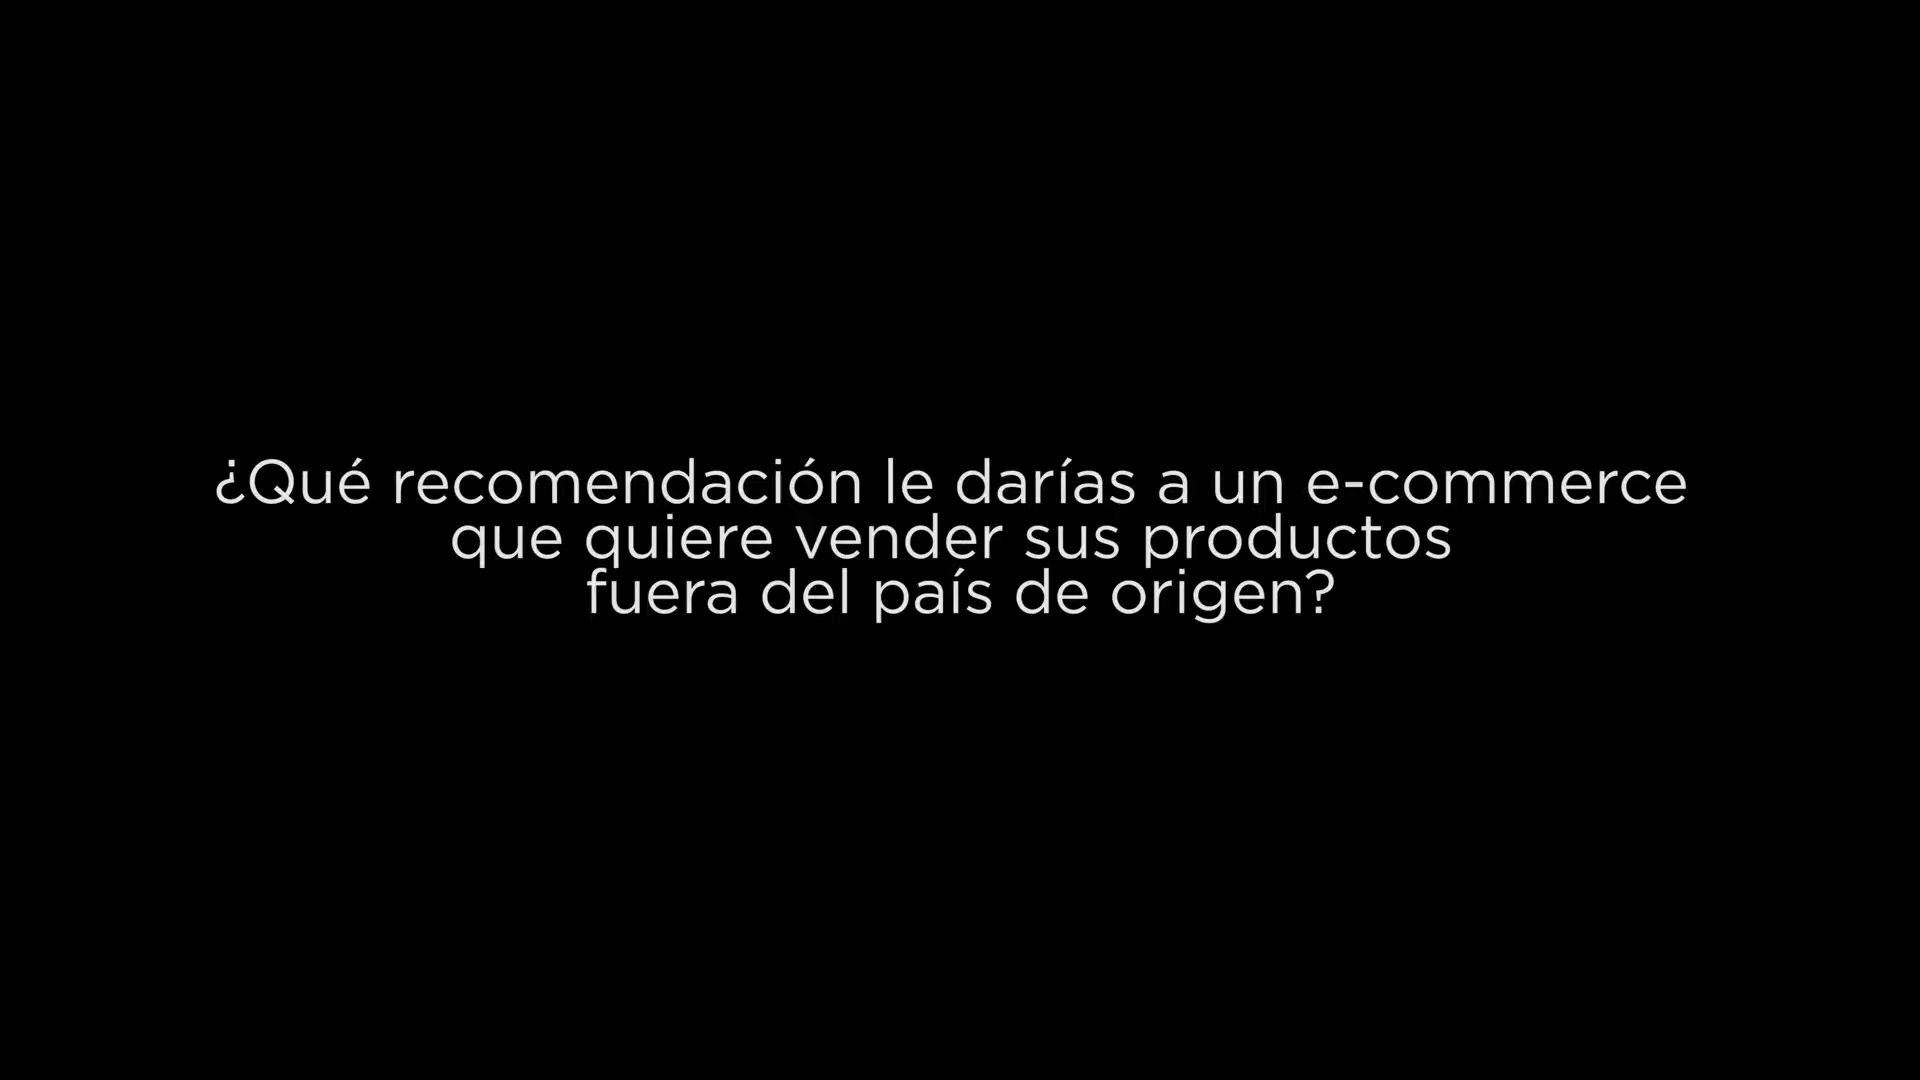 ¿Qué recomendación le darías a un e-commerce
que quiere vender sus productos
fuera del país de origen?